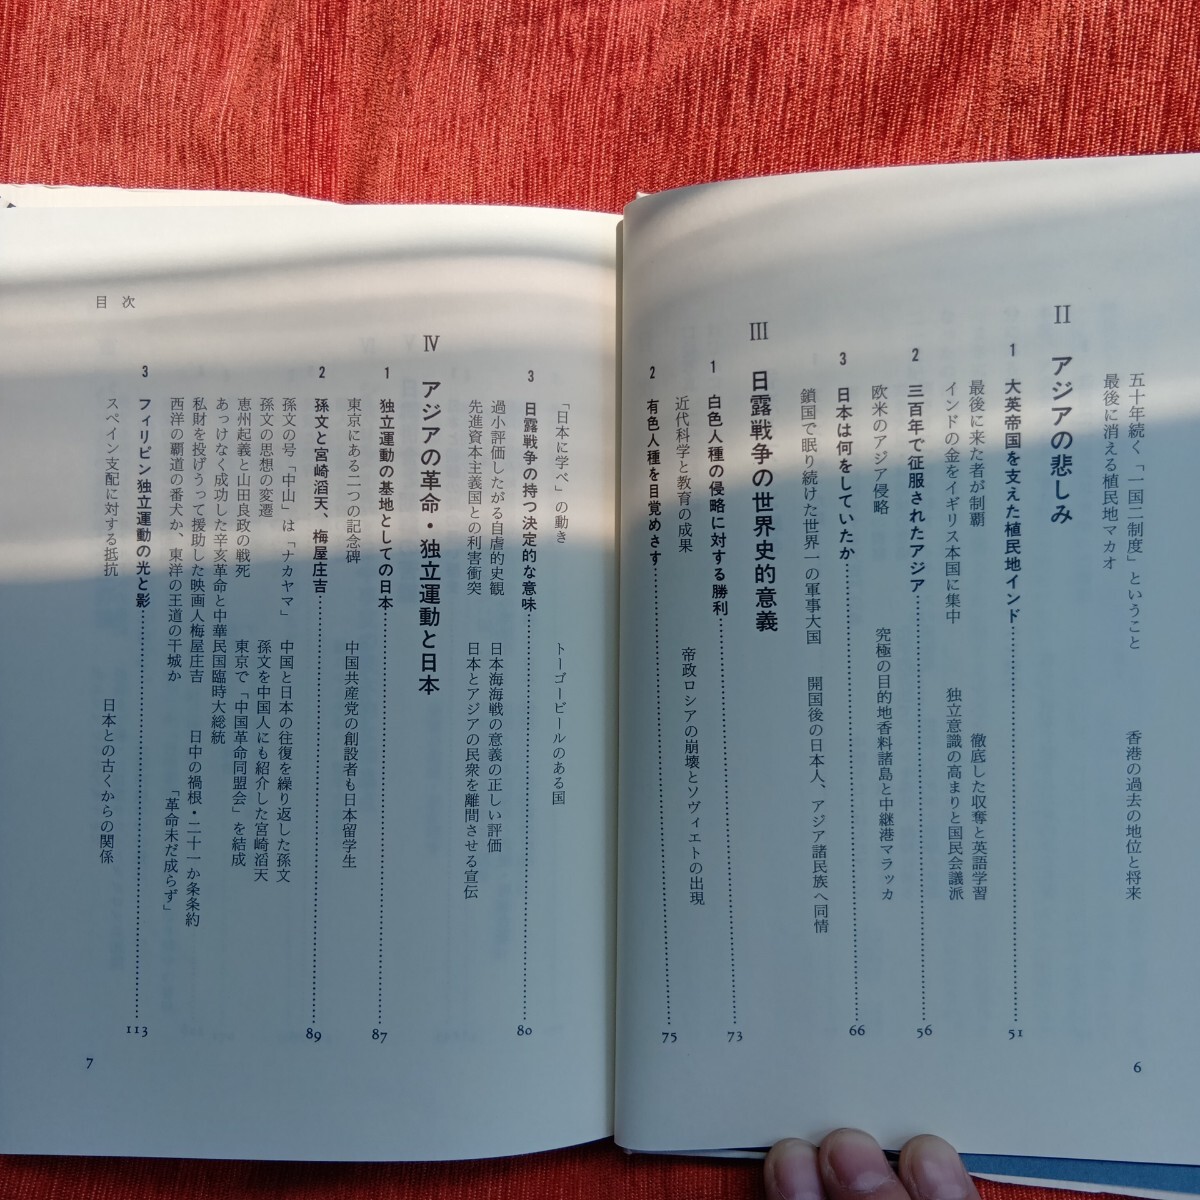 五十年続く「一国二制度」ということ　香港の過去の地位と将来
最後に消える植民地マカオ
Ⅱ アジアの悲しみ
1 大英帝国を支えた植民地インド……51
最後に来た者が制覇　徹底した収奪と英語学習
インドの金をイギリス本国に集中　独立意識の高まりと国民会議派
2 三百年で征服されたアジア……56
欧米のアジア侵略　究極の目的地香料諸島と中継港マラッカ
3 日本は何をしていたか……66
鎖国で眠り続けた世界一の軍事大国　開国後の日本人、アジア諸民族へ同情
Ⅲ 日露戦争の世界史的意義
1 白色人種の侵略に対する勝利……73
近代科学と教育の成果　帝政ロシアの崩壊とソヴィエトの出現
2 有色人種を目覚めさす……75
6
「日本に学べ」の動き　トーゴービールのある国
3 日露戦争の持つ決定的な意味……80
過小評価したがる自虐的史観　日本海海戦の意義の正しい評価
先進資本主義国との利害衝突　日本とアジアの民衆を離間させる宣伝
Ⅳ アジアの革命・独立運動と日本
1 独立運動の基地としての日本……87
東京にある二つの記念碑　中国共産党の創設者も日本留学生
2 孫文と宮崎滔天、梅屋庄吉……89
孫文の号「中山」は「ナカヤマ」　中国と日本の往復を繰り返した孫文
孫文の思想の変遷　孫文を中国人にも紹介した宮崎滔天
恵州起義と山田良政の戦死　東京で「中国革命同盟会」を結成
あっけなく成功した辛亥革命と中華民国臨時大総統
私財を投げうって援助した映画人梅屋庄吉　日中の禍根・二十一か条条約
西洋の覇道の番犬か、東洋の王道の干城か　「革命未だ成らず」
3 フィリピン独立運動の光と影……113
スペイン支配に対する抵抗　日本との古くからの関係
目次
7